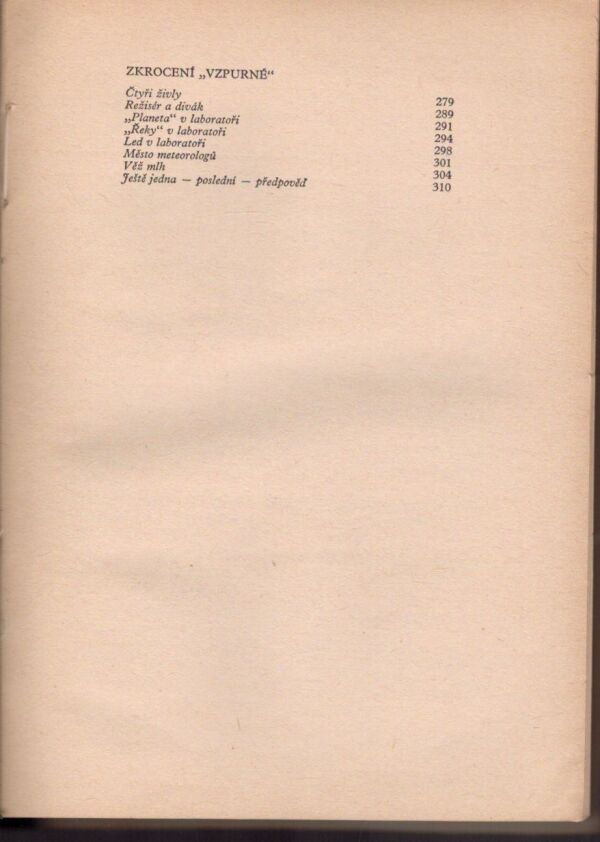 ZKROCENÍ „VZPURNÉ“
Čtyři živly 279
Režisér a divák 289
„Planeta“ v laboratoři 291
„Řeky“ v laboratoři 294
Led v laboratoři 298
Město meteorologů 301
Věž mlh 304
Ještě jedna — poslední — předpověď 310